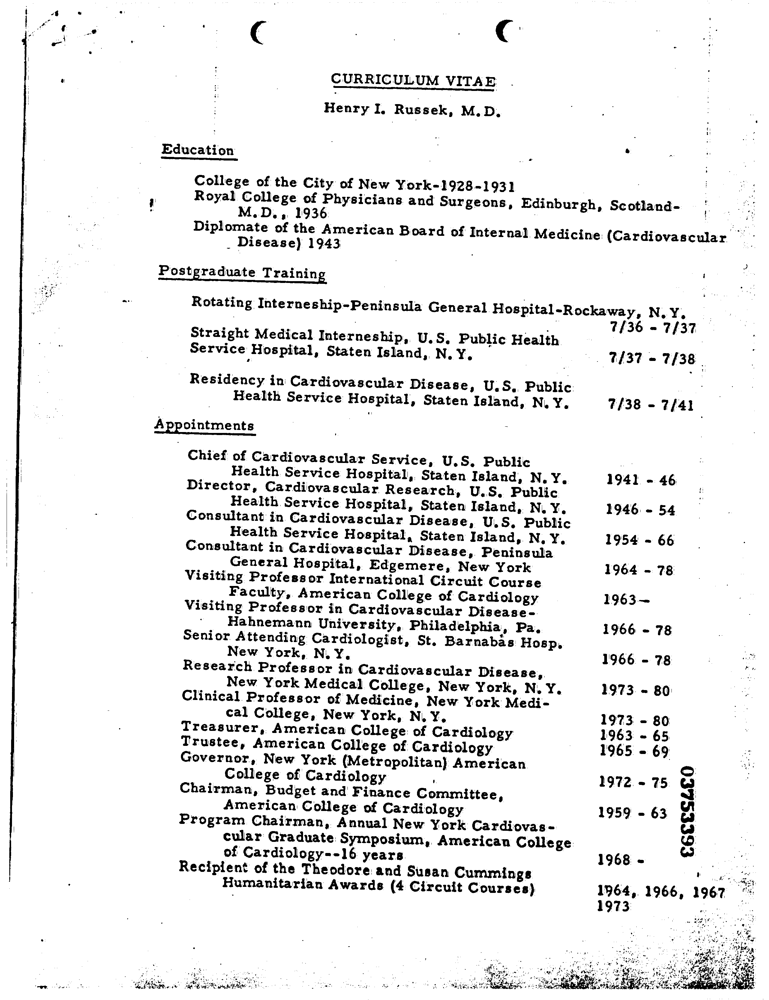 CURRICULUM VITAE
Henry I. Russek, M.D.
Education
College of the City of New York-1928-1931
Royal College of Physicians and Surgeons, Edinburgh, Scotland-
M.D., 1936
Diplomate of the American Board of Internal Medicine (Cardiovascular
Disease) 1943
Postgraduate Training
Rotating Interneship-Peninsula General Hospital-Rockaway, N.Y.
7/36 - 7/37
Straight Medical Interneship, U.S. Public Health
Service Hospital, Staten Island, N.Y. 7/37 - 7/38
Residency in Cardiovascular Disease, U.S. Public
Health Service Hospital, Staten Island, N.Y. 7/38 - 7/41
Appointments
Chief of Cardiovascular Service, U.S. Public
Health Service Hospital, Staten Island, N.Y. 1941 - 46
Director, Cardiovascular Research, U.S. Public
Health Service Hospital, Staten Island, N.Y. 1946 - 54
Consultant in Cardiovascular Disease, U.S. Public
Health Service Hospital, Staten Island, N.Y. 1954 - 66
Consultant in Cardiovascular Disease, Peninsula
General Hospital, Edgemere, New York 1964 - 78
Visiting Professor International Circuit Course
Faculty, American College of Cardiology 1963-
Visiting Professor in Cardiovascular Disease-
Hahnemann University, Philadelphia, Pa. 1966 - 78
Senior Attending Cardiologist, St. Barnabas Hosp.
New York, N.Y. 1966 - 78
Research Professor in Cardiovascular Disease,
New York Medical College, New York, N.Y. 1973 - 80
Clinical Professor of Medicine, New York Medi-
cal College, New York, N.Y. 1973 - 80
Treasurer, American College of Cardiology 1963 - 65
Trustee, American College of Cardiology 1965 - 69
Governor, New York (Metropolitan) American
College of Cardiology 1972 - 75
Chairman, Budget and Finance Committee,
American College of Cardiology 1959 - 63
Program Chairman, Annual New York Cardiovas-
cular Graduate Symposium, American College
of Cardiology--16 years 1968 -
Recipient of the Theodore and Susan Cummings
Humanitarian Awards (4 Circuit Courses) 1964, 1966, 1967
1973
03753393